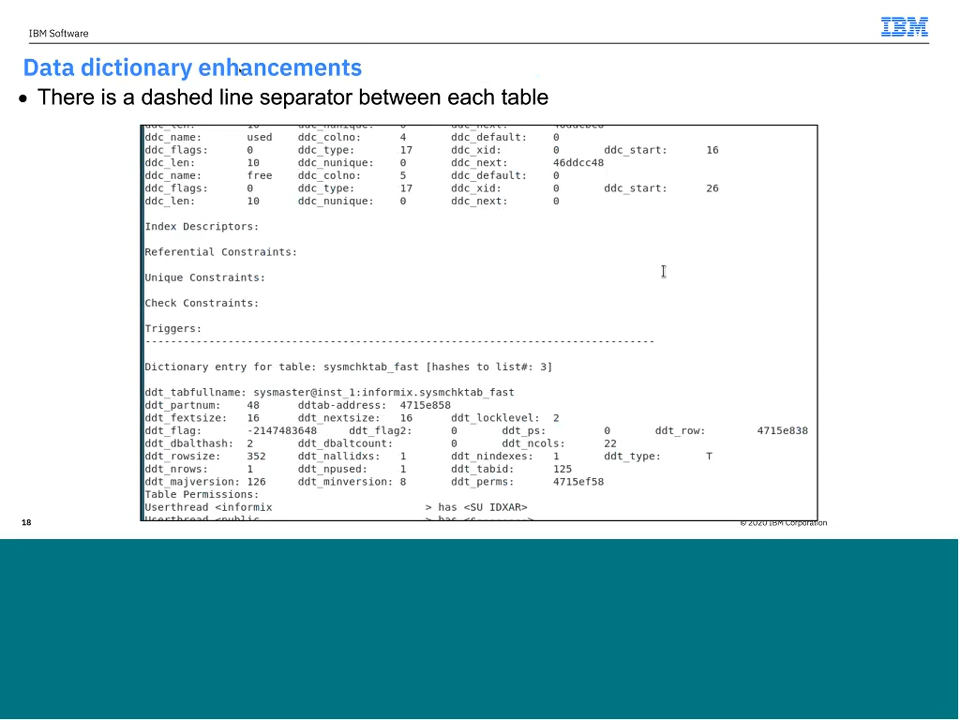 IBM Software
IBM
Data dictionary enhancements
• There is a dashed line separator between each table
ddc_name: used ddc_colno: 4 ddc_default: 0
ddc_flags: 0 ddc_type: 17 ddc_xid: 0 ddc_start: 16
ddc_len: 10 ddc_nunique: 0 ddc_next: 46ddcc48
ddc_name: free ddc_colno: 5 ddc_default: 0
ddc_flags: 0 ddc_type: 17 ddc_xid: 0 ddc_start: 26
ddc_len: 10 ddc_nunique: 0 ddc_next: 0
Index Descriptors:
Referential Constraints:
Unique Constraints:
Check Constraints:
Triggers:
--------------------------------------------------------------------------------
Dictionary entry for table: sysmchktab_fast [hashes to list#: 3]
ddt_tabfullname: sysmaster@inst_1:informix.sysmchktab_fast
ddt_partnum: 48 ddtab-address: 4715e858
ddt_fextsize: 16 ddt_nextsize: 16 ddt_locklevel: 2
ddt_flag: -2147483648 ddt_flag2: 0 ddt_ps: 0 ddt_row: 4715e838
ddt_dbalthash: 2 ddt_dbaltcount: 0 ddt_ncols: 22
ddt_rowsize: 352 ddt_nallidxs: 1 ddt_nindexes: 1 ddt_type: T
ddt_nrows: 1 ddt_npused: 1 ddt_tabid: 125
ddt_majversion: 126 ddt_minversion: 8 ddt_perms: 4715ef58
Table Permissions:
Userthread <informix > has <SU IDXAR>
18
© 2020 IBM Corporation